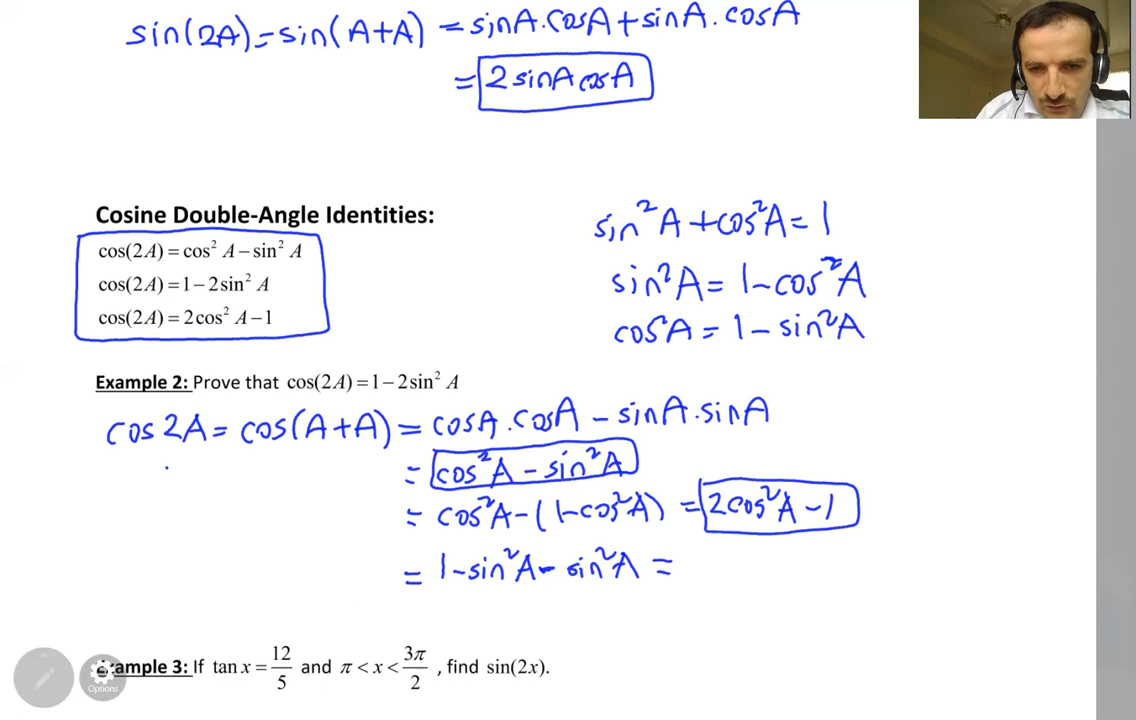 sin(2A)=sin(A+A) =sinA.cosA+sinA.cosA
= 2sinAcosA
Cosine Double-Angle Identities:
cos(2A)=cos² A−sin² A
cos(2A)=1−2sin² A
cos(2A)=2cos² A−1
sin²A+cos²A=1
sin²A=1-cos²A
cos²A=1-sin²A
Example 2: Prove that cos(2A)=1−2sin² A
cos2A=cos(A+A)=cosA.cosA-sinA.sinA
= cos²A-sin²A
= cos²A-(1-cos²A) =2cos²A-1
= 1-sin²A-sin²A =
Example 3: If tan x = 12/5 and π < x < 3π/2 , find sin(2x).
Options